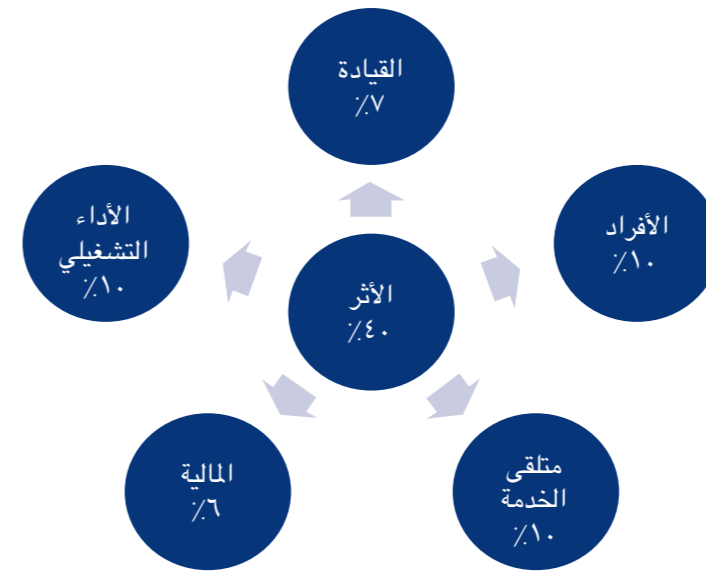 القيادة
٧٪
الأفراد
١٠٪
الأداء
التشغيلي
١٠٪
الأثر
٤٠٪
متلقى
الخدمة
١٠٪
المالية
٦٪